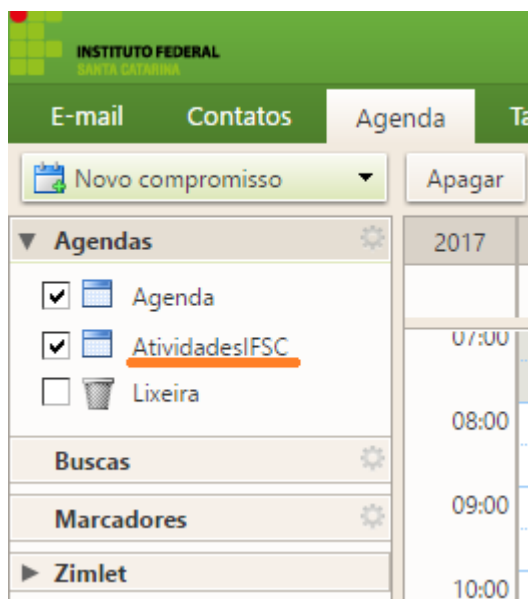 INSTITUTO FEDERAL
SANTA CATARINA
E-mail Contatos Agenda Ta
Novo compromisso Apagar
Agendas 2017
Agenda
AtividadesIFSC 07:00
Lixeira
08:00
Buscas
09:00
Marcadores
Zimlet
10:00